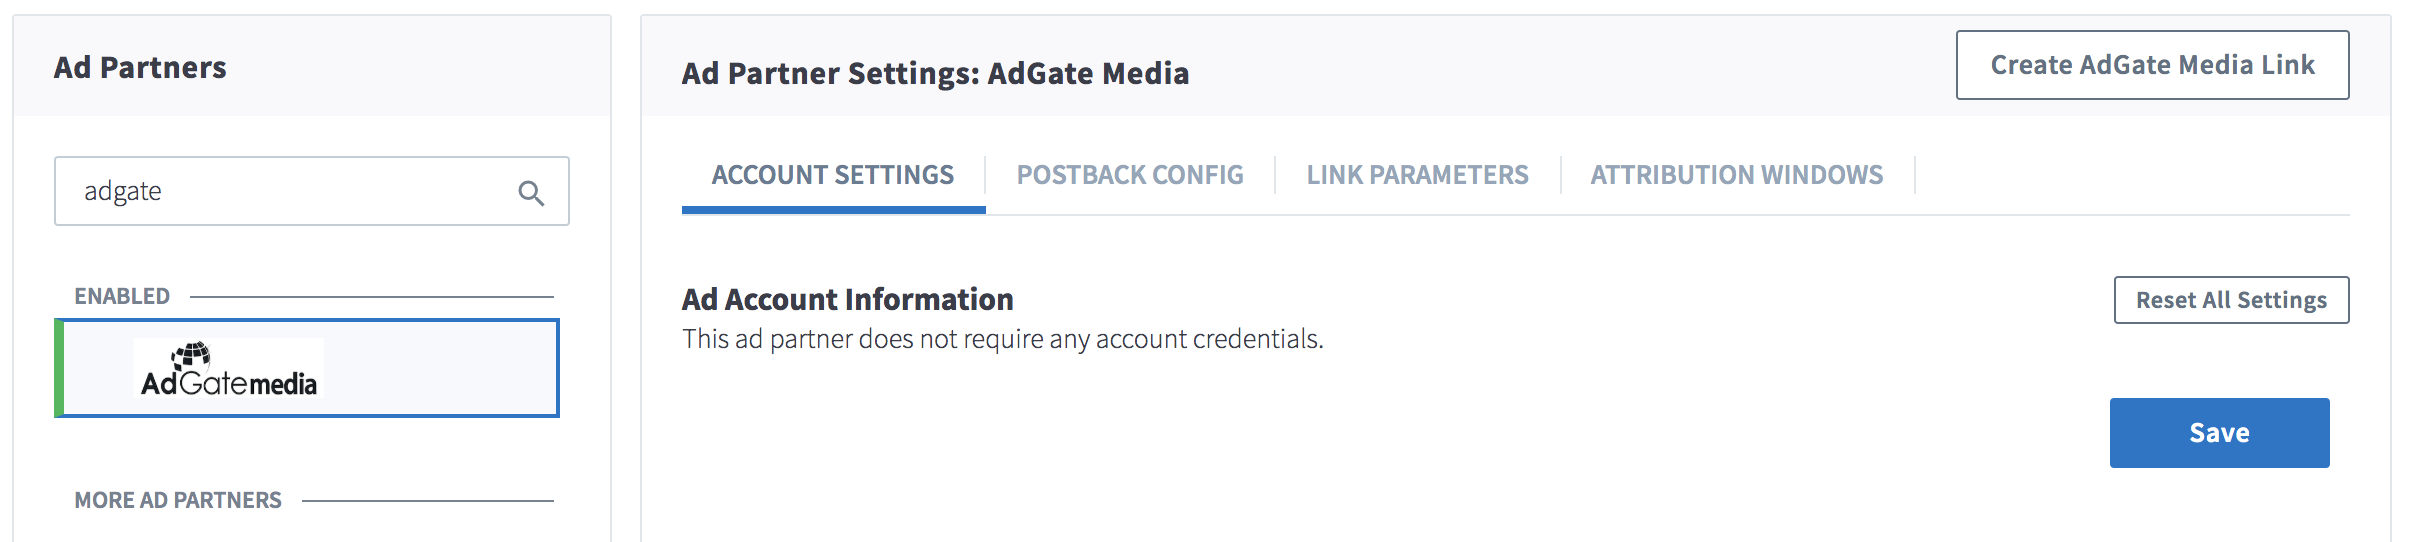 Ad Partners
adgate
ENABLED
AdGatemedia
MORE AD PARTNERS
Ad Partner Settings: AdGate Media
Create AdGate Media Link
ACCOUNT SETTINGS
POSTBACK CONFIG
LINK PARAMETERS
ATTRIBUTION WINDOWS
Ad Account Information
Reset All Settings
This ad partner does not require any account credentials.
Save